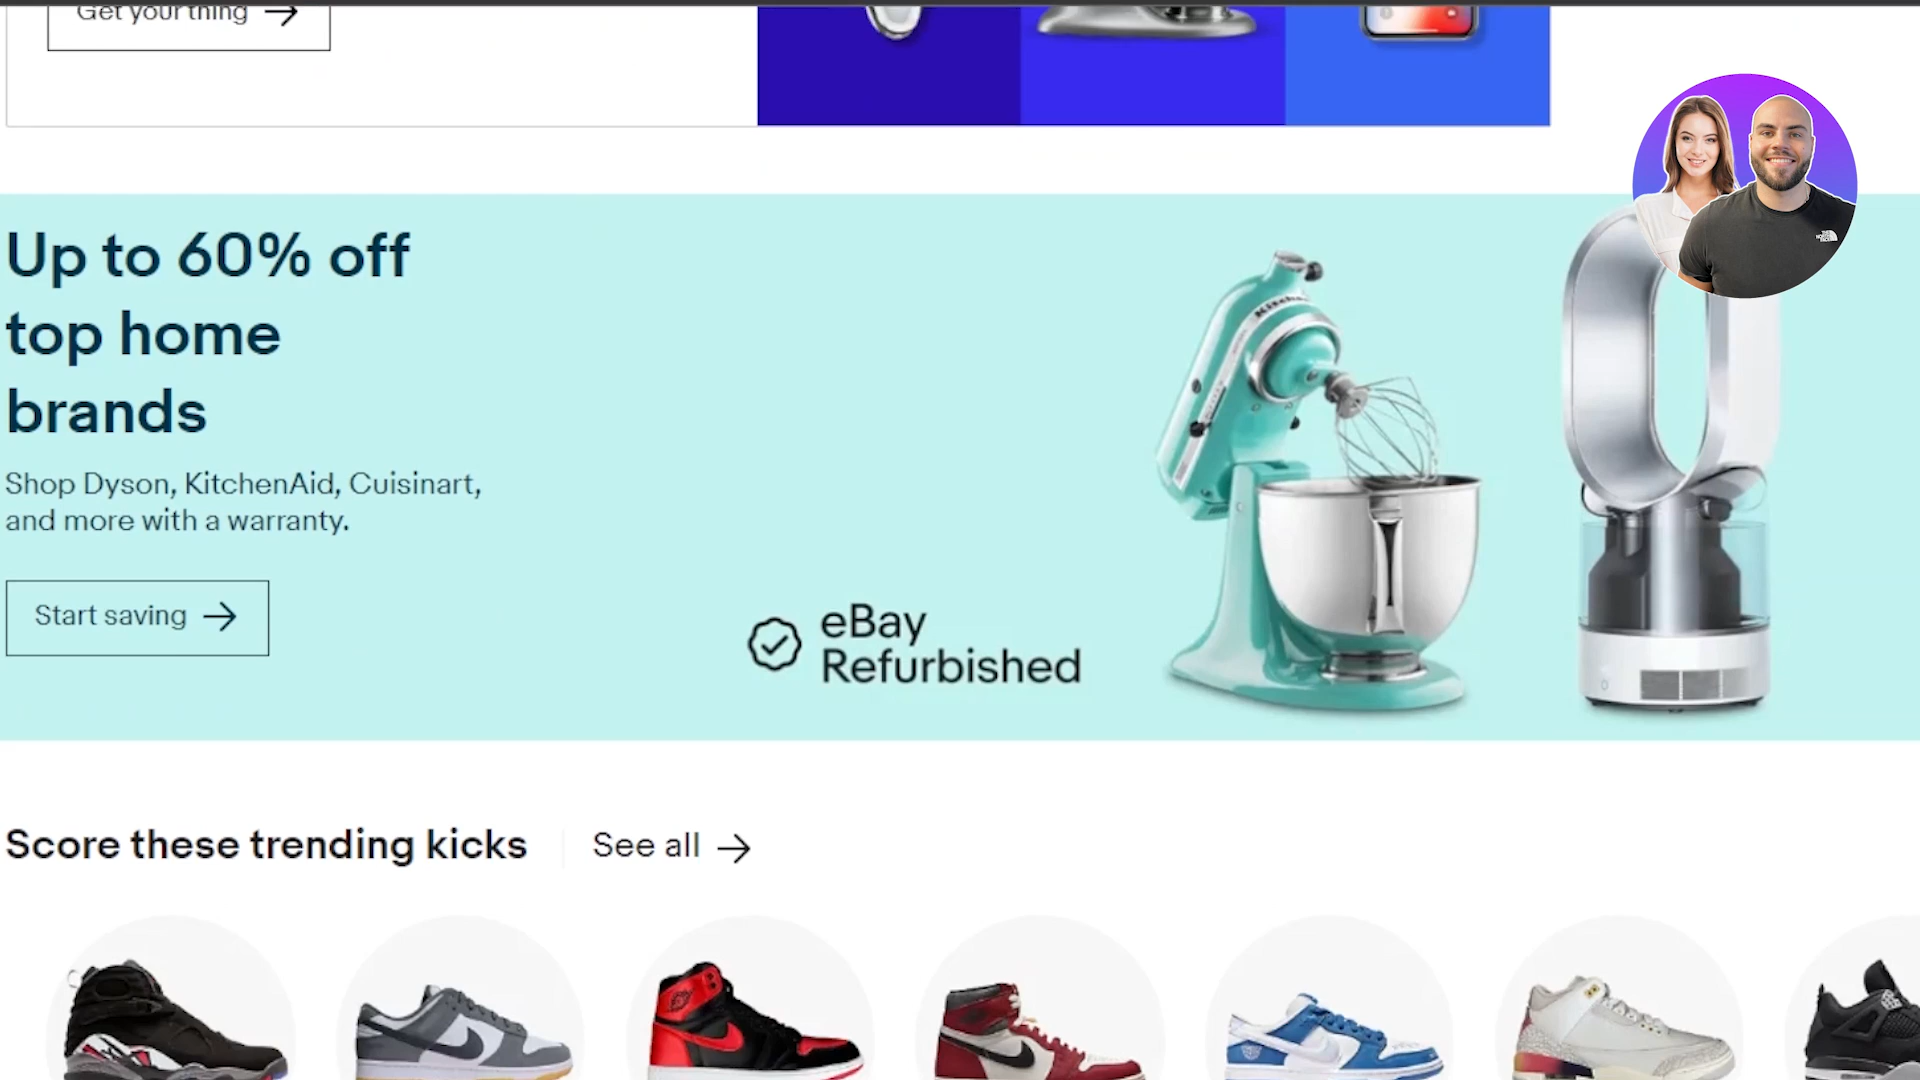 Get your thing
Up to 60% off
top home
brands
Shop Dyson, KitchenAid, Cuisinart,
and more with a warranty.
Start saving
eBay
Refurbished
Score these trending kicks
See all